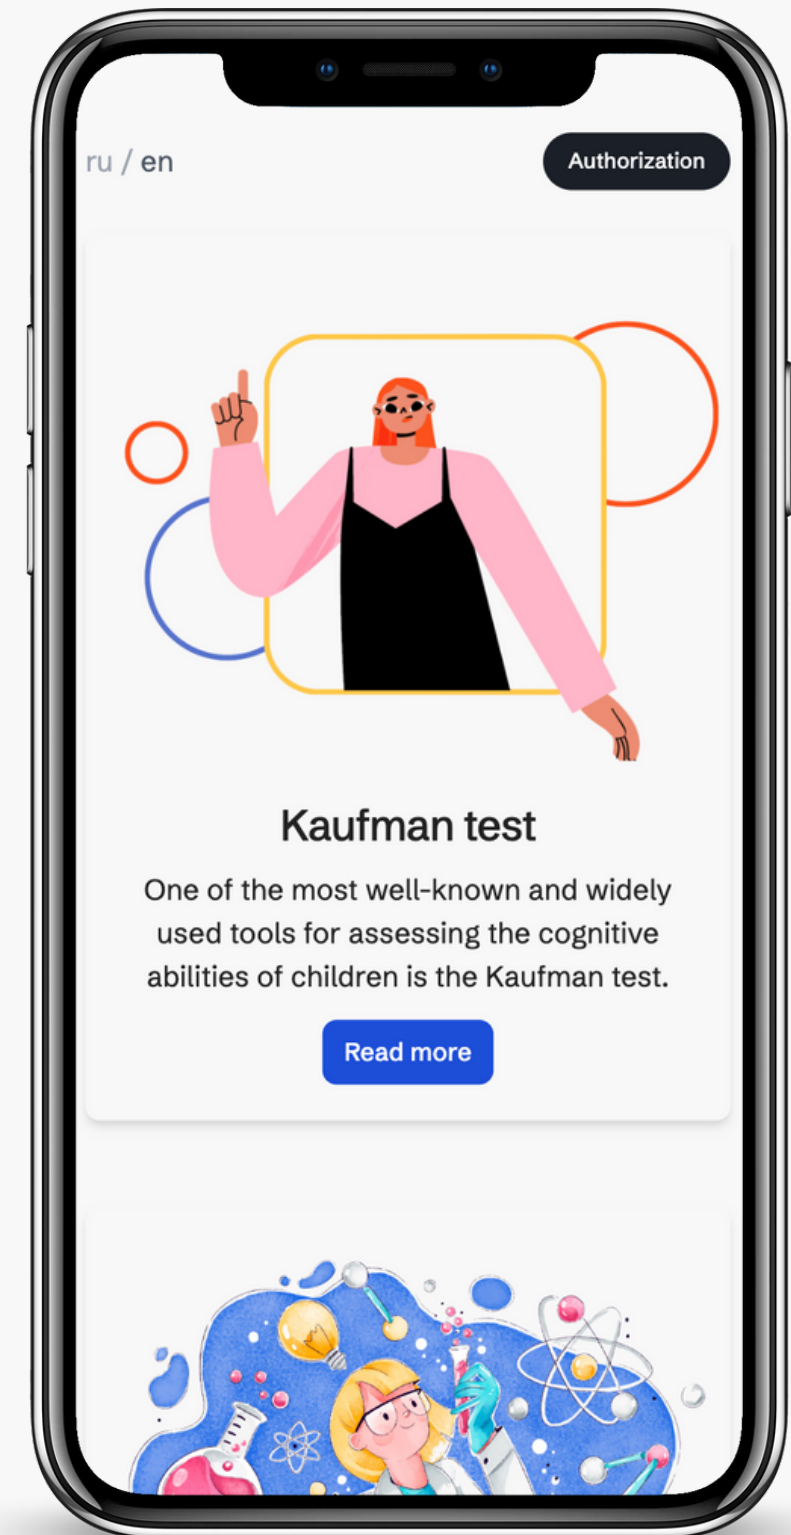 ru / en
Authorization
Kaufman test
One of the most well-known and widely
used tools for assessing the cognitive
abilities of children is the Kaufman test.
Read more